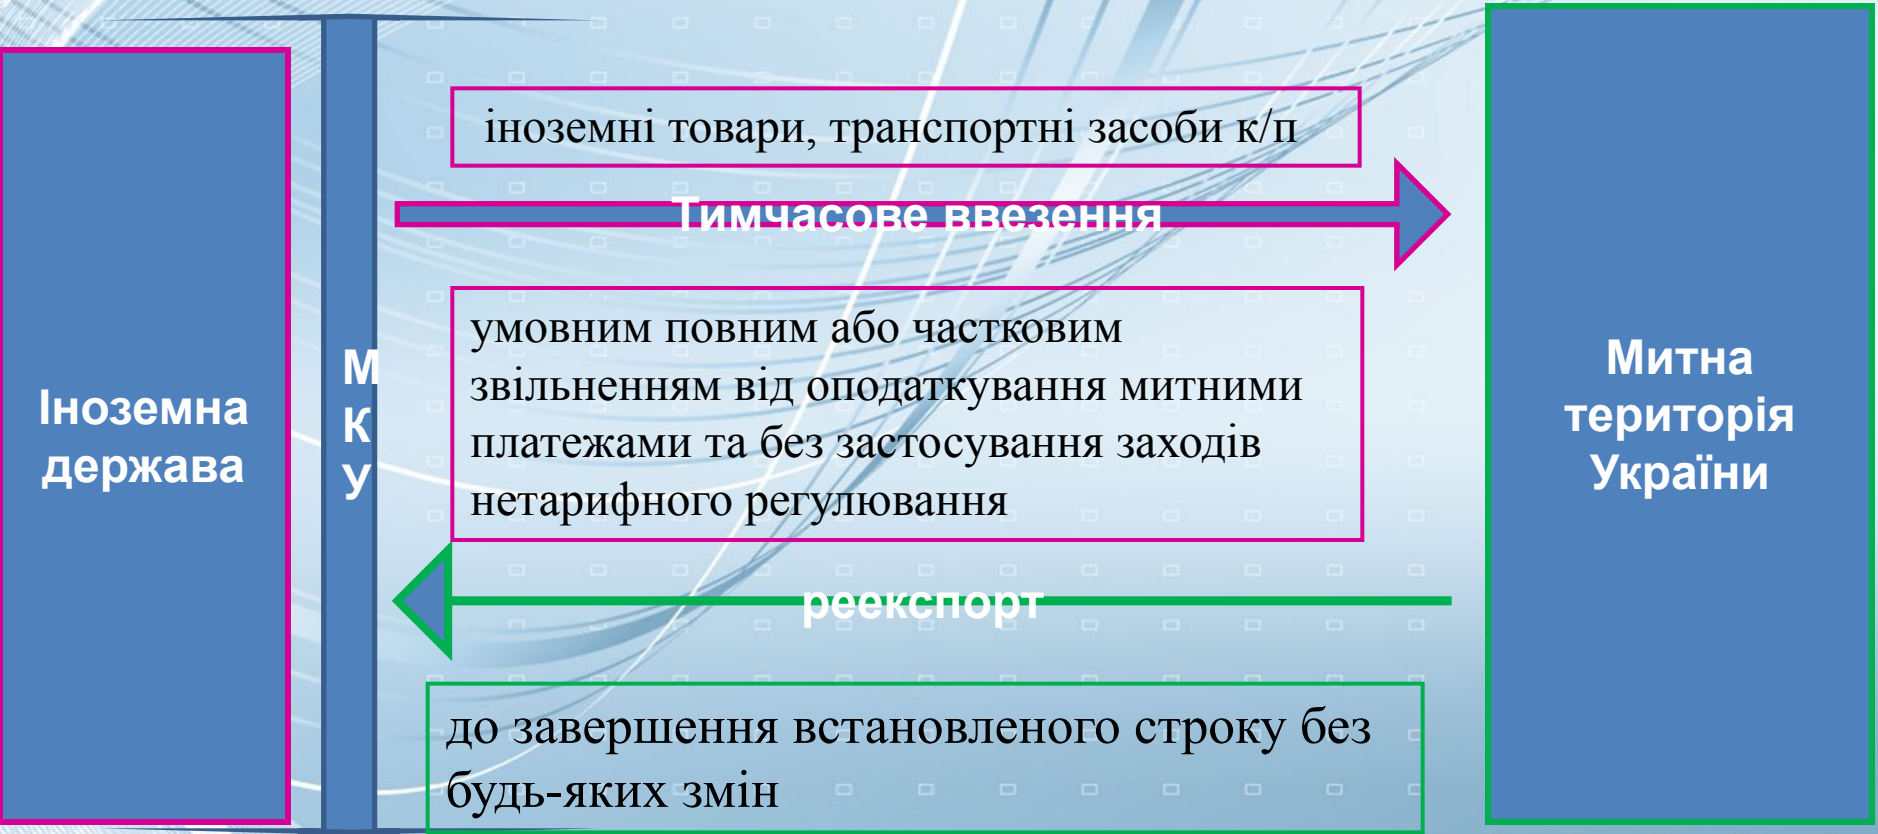 іноземні товари, транспортні засоби к/п
Тимчасове ввезення
умовним повним або частковим
звільненням від оподаткування митними
платежами та без застосування заходів
нетарифного регулювання
реекспорт
до завершення встановленого строку без
будь-яких змін
Іноземна
держава
М
К
У
Митна
територія
України